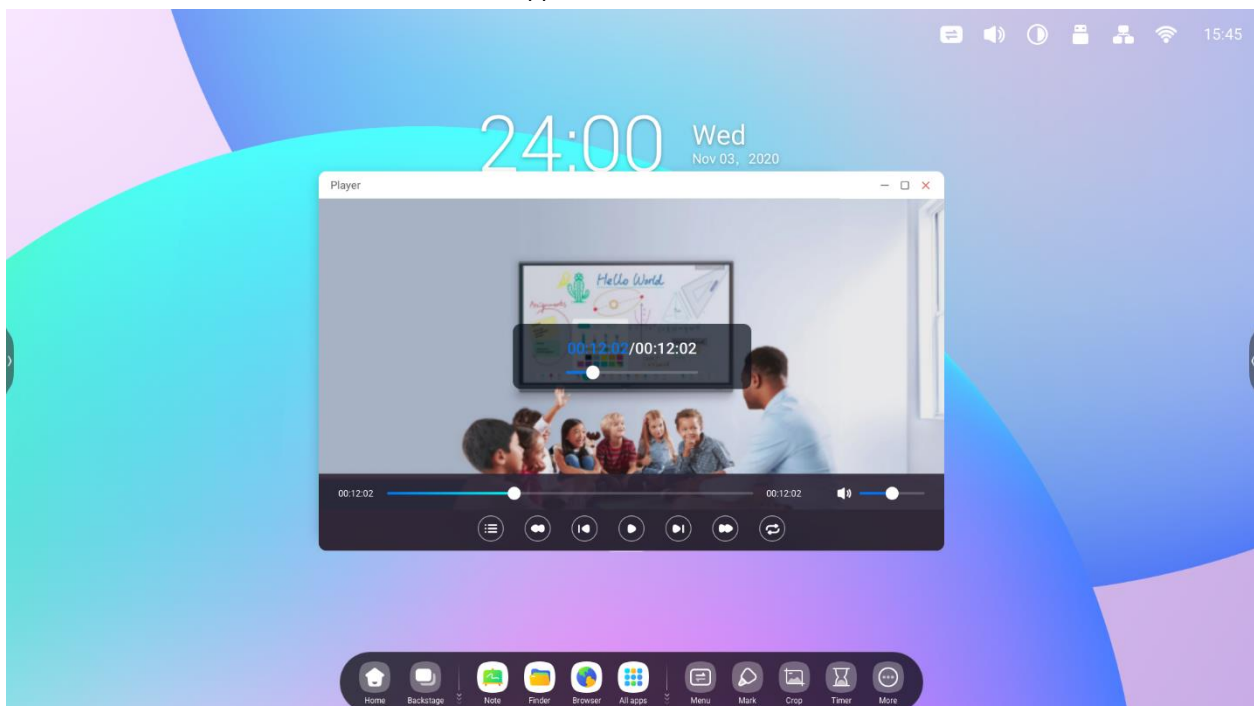 15:45
24:00
Wed
Nov 03, 2020
Player
Hello World
Assignments
00:12:02/00:12:02
00:12:02
00:12:02
Home
Backstage
Note
Finder
Browser
All apps
Menu
Mark
Crop
Timer
More